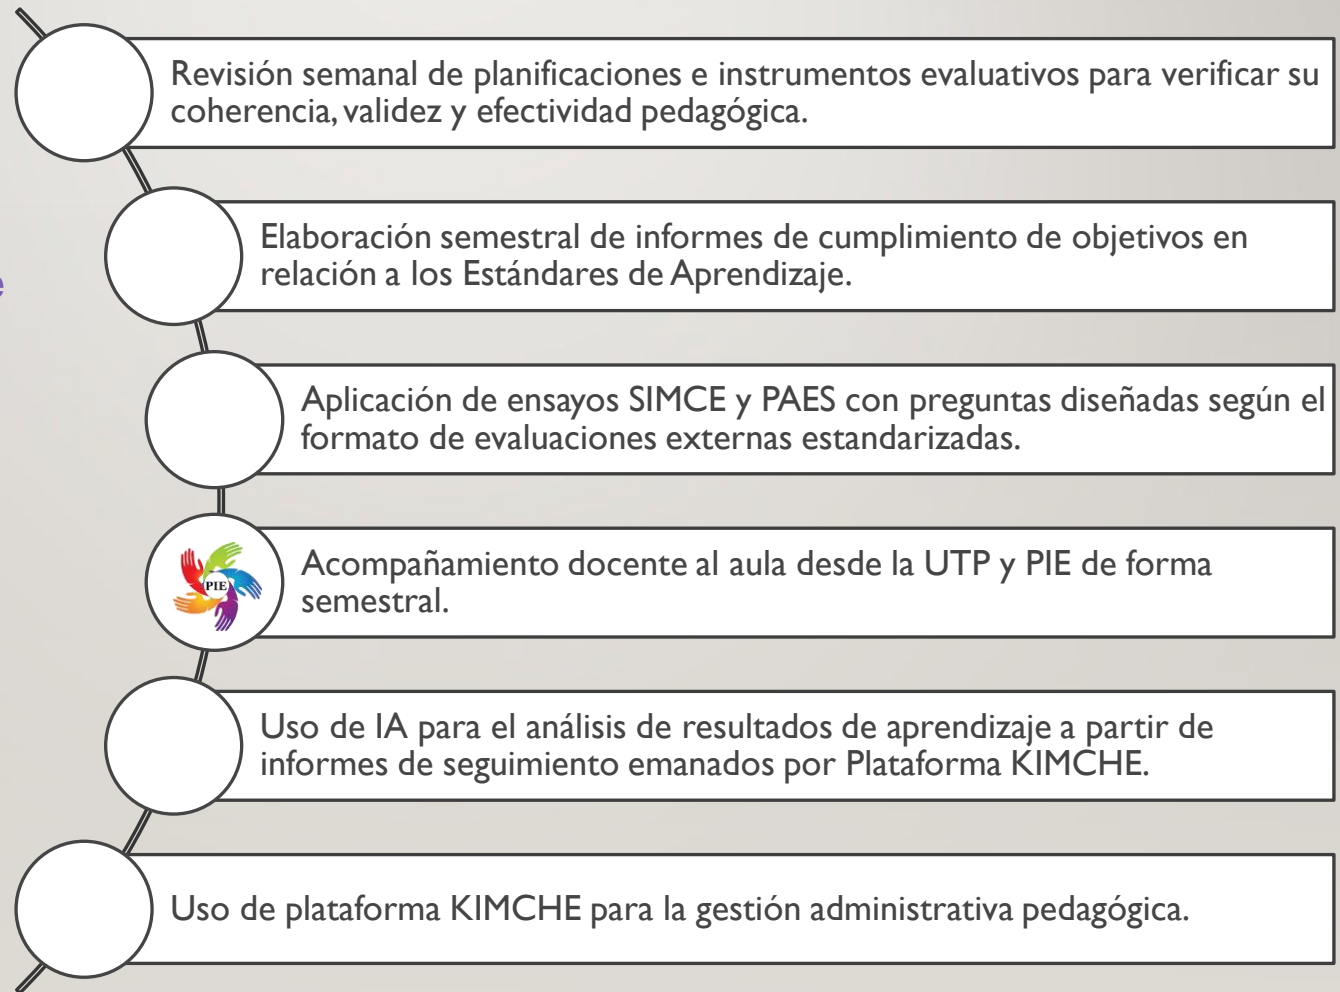 Revisión semanal de planificaciones e instrumentos evaluativos para verificar su
coherencia, validez y efectividad pedagógica.
Elaboración semestral de informes de cumplimiento de objetivos en
relación a los Estándares de Aprendizaje.
e
Aplicación de ensayos SIMCE y PAES con preguntas diseñadas según el
formato de evaluaciones externas estandarizadas.
PIE
Acompañamiento docente al aula desde la UTP y PIE de forma
semestral.
Uso de IA para el análisis de resultados de aprendizaje a partir de
informes de seguimiento emanados por Plataforma KIMCHE.
Uso de plataforma KIMCHE para la gestión administrativa pedagógica.